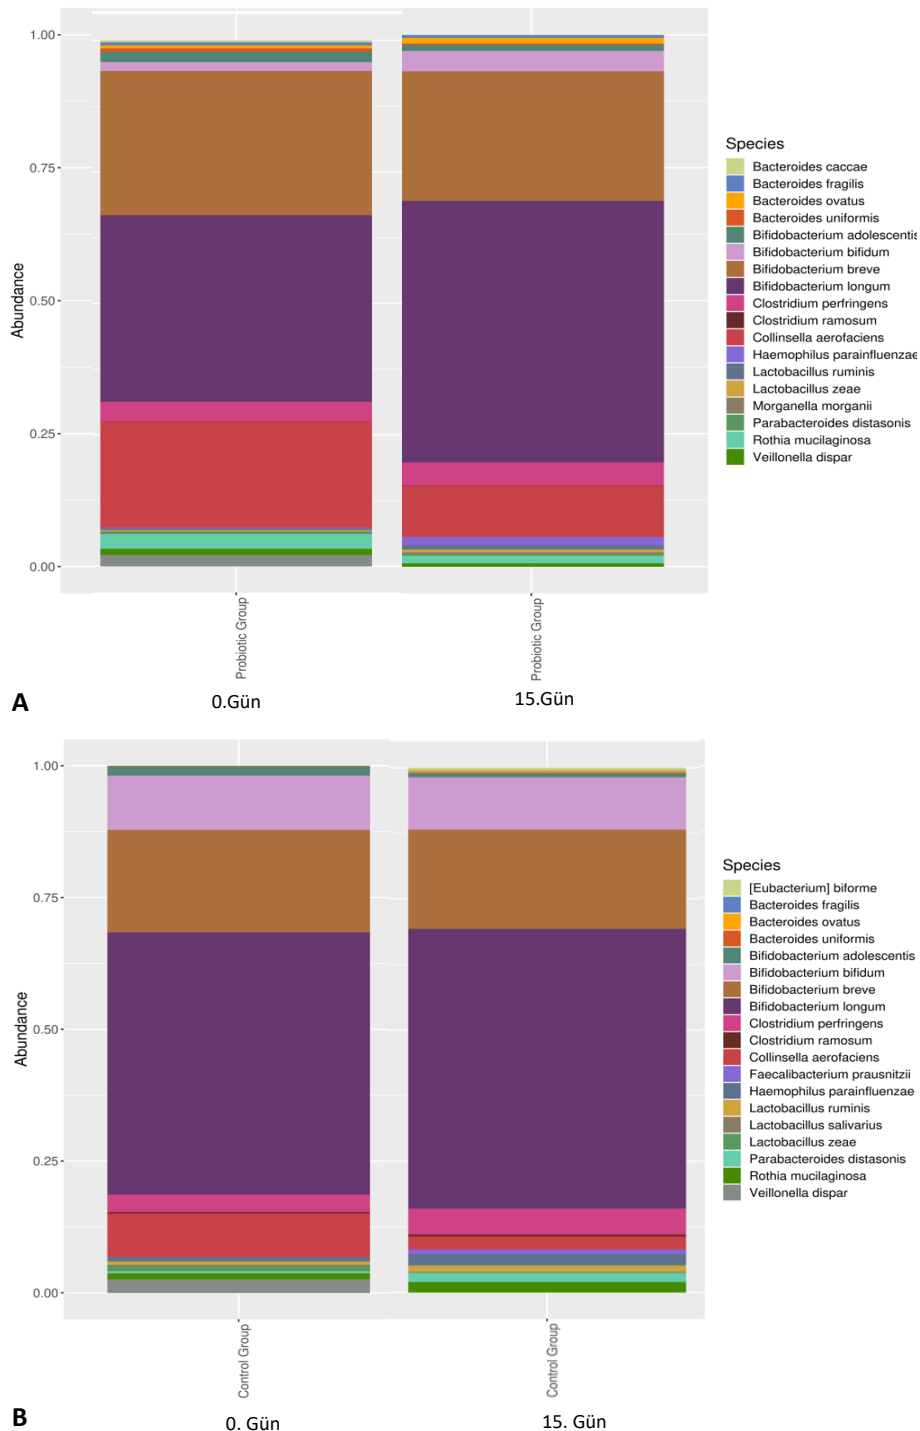 1.00
0.75
0.50
0.25
0.00
Abundance
Probiotic Group
Probiotic Group
Species
Bacteroides caccae
Bacteroides fragilis
Bacteroides ovatus
Bacteroides uniformis
Bifidobacterium adolescentis
Bifidobacterium bifidum
Bifidobacterium breve
Bifidobacterium longum
Clostridium perfringens
Clostridium ramosum
Collinsella aerofaciens
Haemophilus parainfluenzae
Lactobacillus ruminis
Lactobacillus zeae
Morganella morganii
Parabacteroides distasonis
Rothia mucilaginosa
Veillonella dispar
A
0.Gün
15.Gün
1.00
0.75
0.50
0.25
0.00
Abundance
Control Group
Control Group
Species
[Eubacterium] biforme
Bacteroides fragilis
Bacteroides ovatus
Bacteroides uniformis
Bifidobacterium adolescentis
Bifidobacterium bifidum
Bifidobacterium breve
Bifidobacterium longum
Clostridium perfringens
Clostridium ramosum
Collinsella aerofaciens
Faecalibacterium prausnitzii
Haemophilus parainfluenzae
Lactobacillus ruminis
Lactobacillus salivarius
Lactobacillus zeae
Parabacteroides distasonis
Rothia mucilaginosa
Veillonella dispar
B
0. Gün
15. Gün